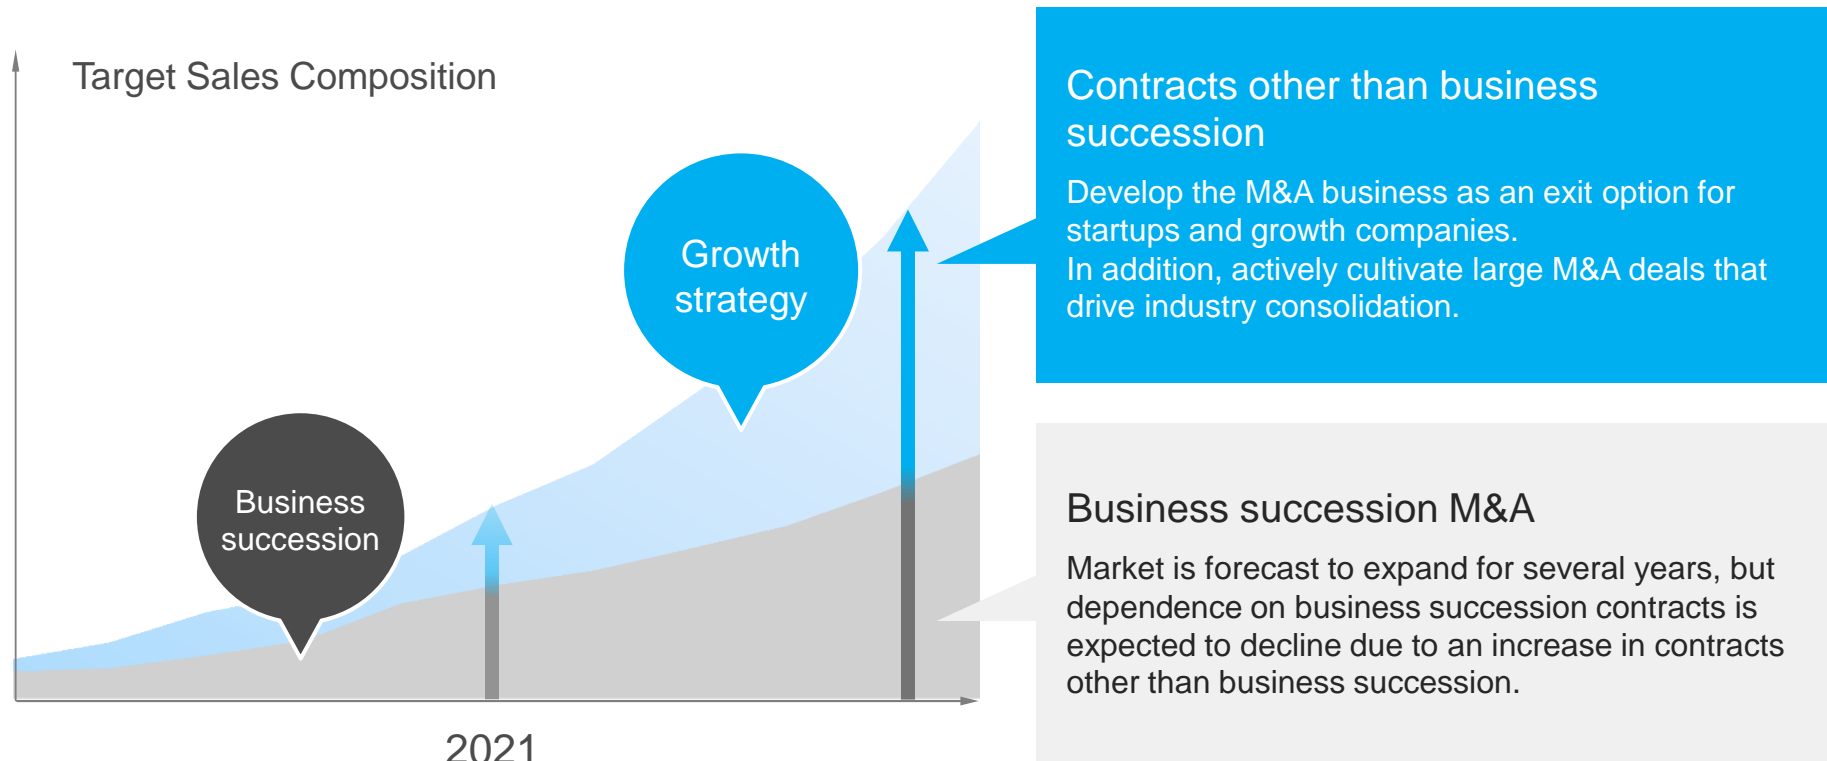 Target Sales Composition
Growth
strategy
Business
succession
2021
Contracts other than business
succession
Develop the M&A business as an exit option for
startups and growth companies.
In addition, actively cultivate large M&A deals that
drive industry consolidation.
Business succession M&A
Market is forecast to expand for several years, but
dependence on business succession contracts is
expected to decline due to an increase in contracts
other than business succession.